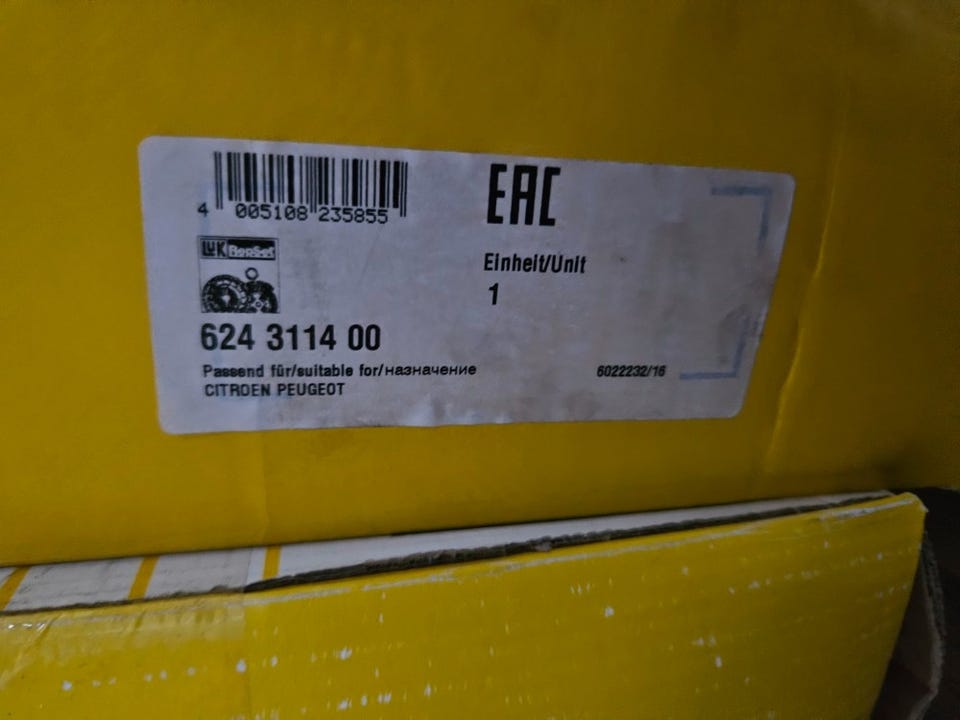 4 005108 235855
EAC
LuK RepSet
Einheit/Unit
1
624 3114 00
Passend für/suitable for/назначение
6022232/16
CITROEN PEUGEOT